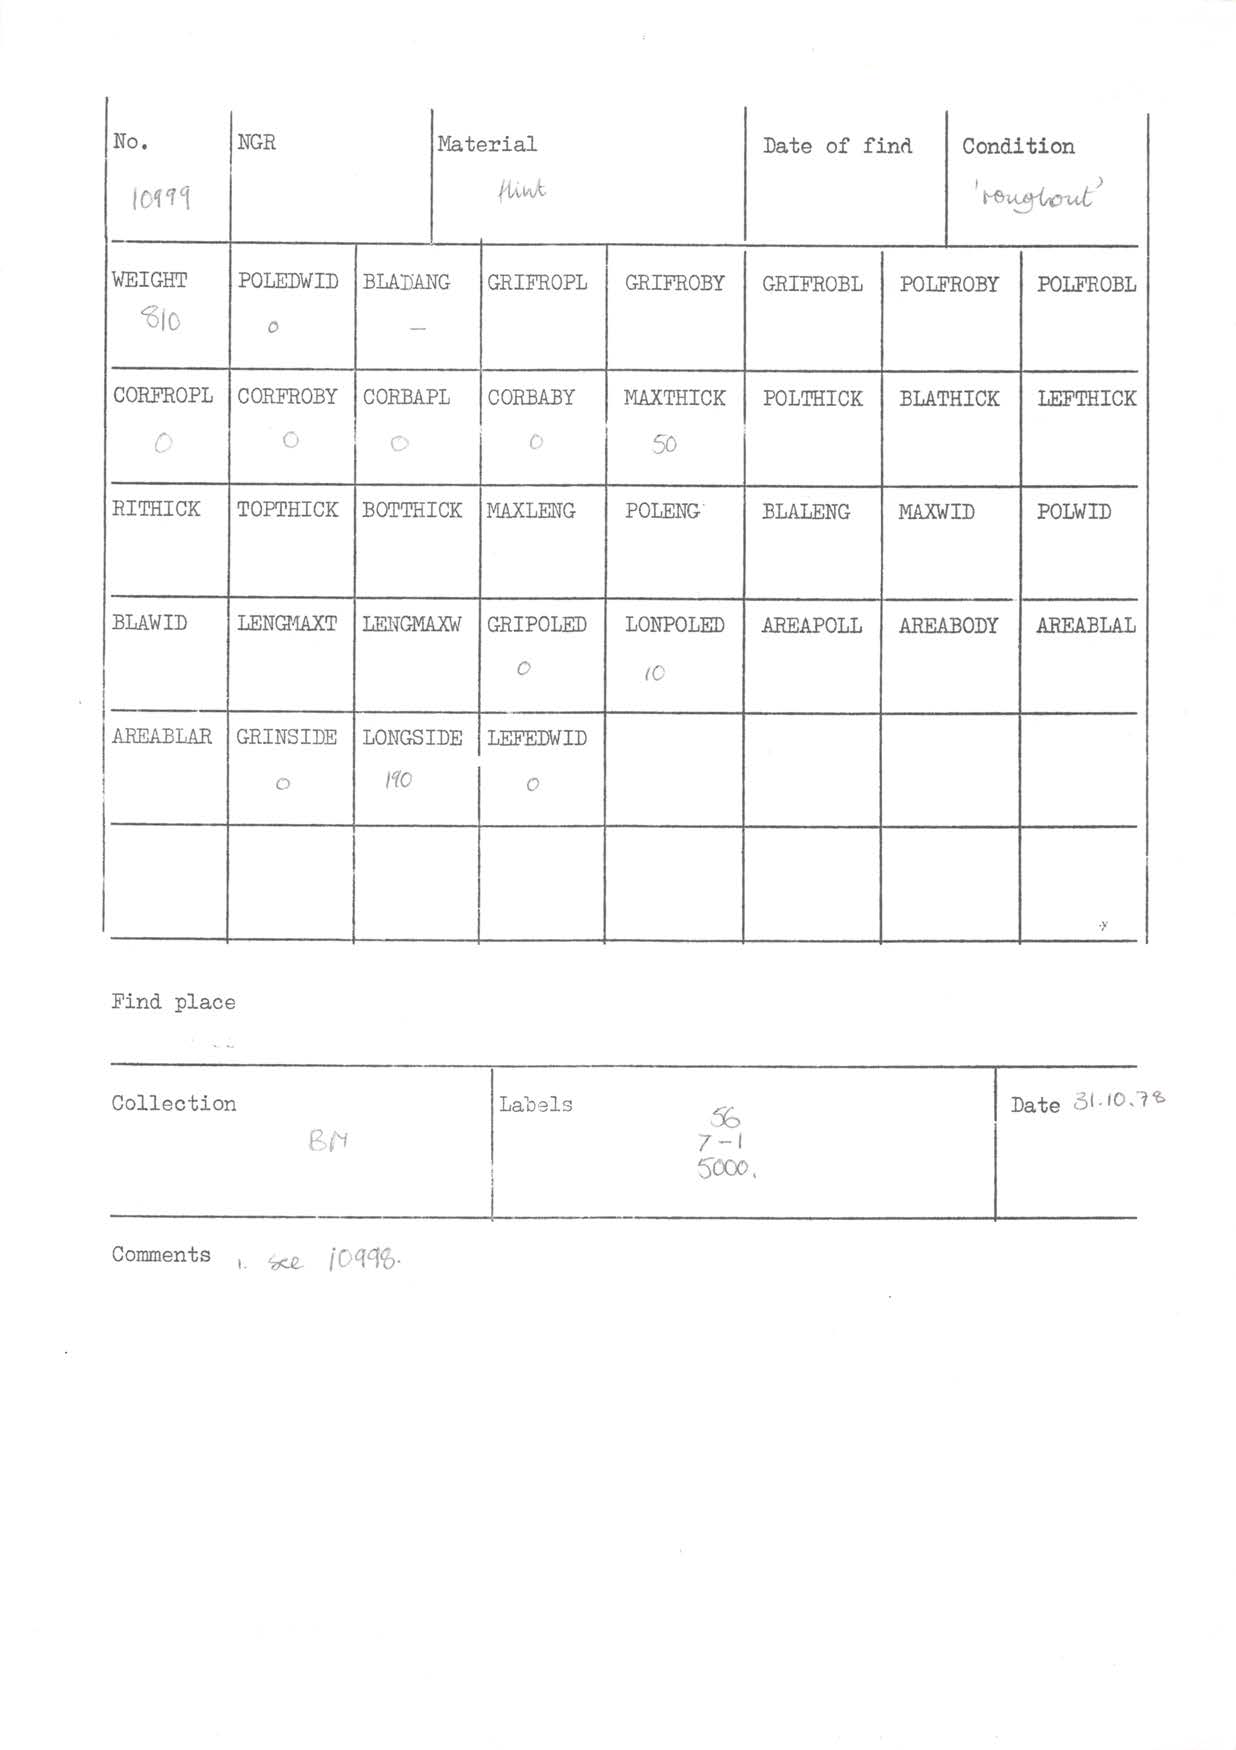 No. NGR Material Date of find Condition
10999 flint 'roughout'
WEIGHT POLEDWID BLADANG GRIFROPL GRIFROBY GRIFROBL POLFROBY POLFROBL
810 0 —
CORFROPL CORFROBY CORBAPL CORBABY MAXTHICK POLTHICK BLATHICK LEFTHICK
0 0 0 0 50
RITHICK TOPTHICK BOTTHICK MAXLENG POLENG BLALENG MAXWID POLWID
BLAWID LENGMAXT LENGMAXW GRIPOLED LONPOLED AREAPOLL AREABODY AREABLAL
0 10
AREABLAR GRINSIDE LONGSIDE LEFEDWID
0 190 0
Find place
Collection Labels Date 31.10.78
BM
56
7-1
5000.
Comments 1. see 10998.